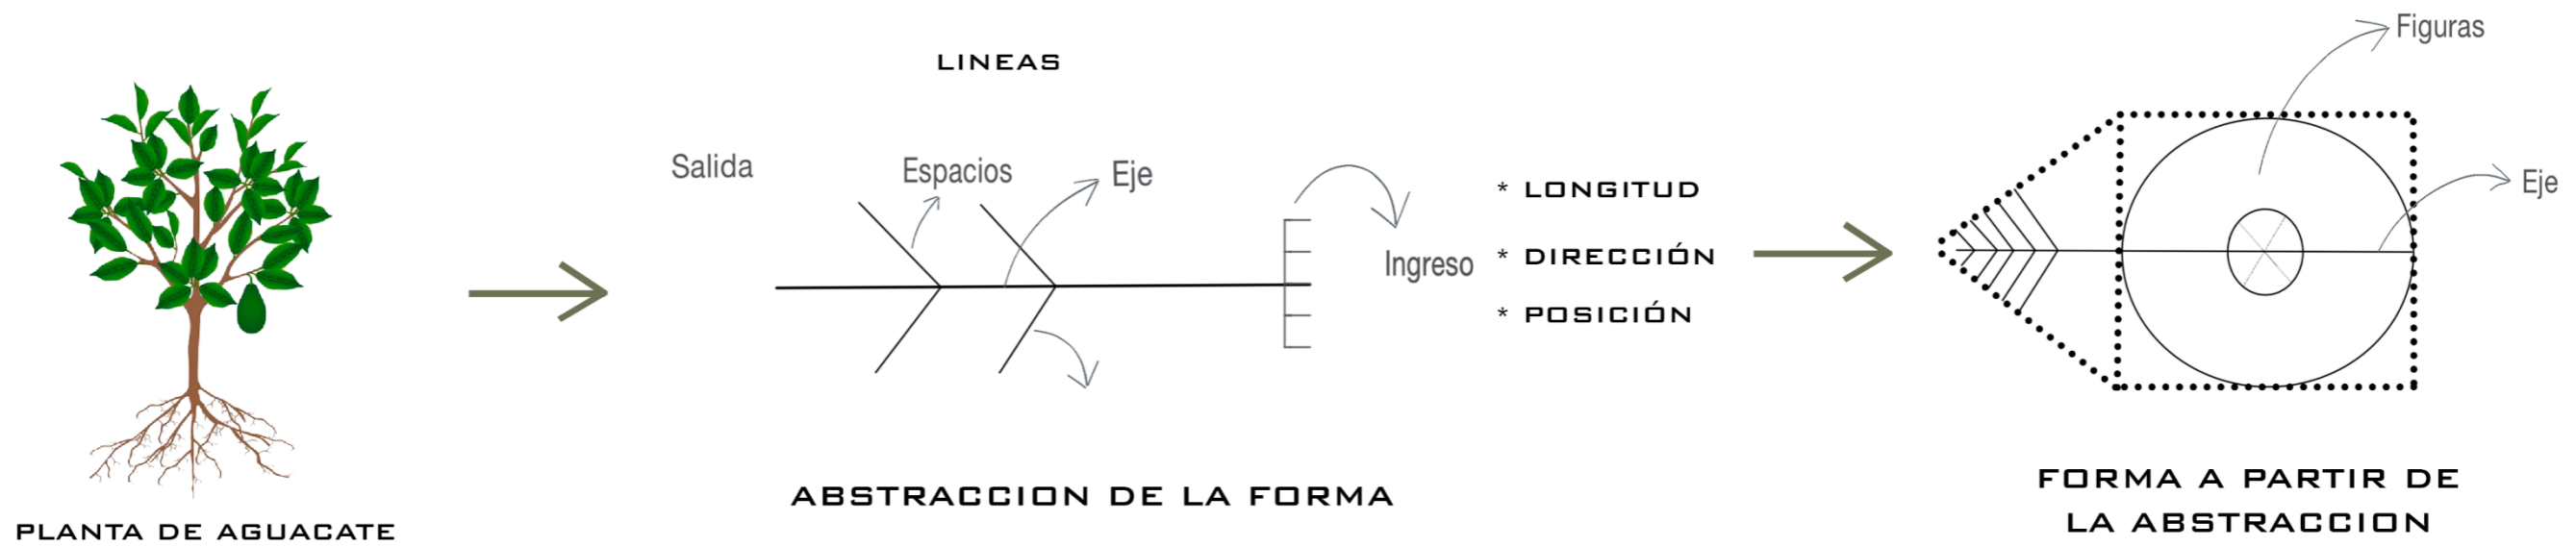 LINEAS
Salida
Espacios
Eje
Ingreso
* LONGITUD
* DIRECCIÓN
* POSICIÓN
Figuras
Eje
PLANTA DE AGUACATE
ABSTRACCION DE LA FORMA
FORMA A PARTIR DE
LA ABSTRACCION